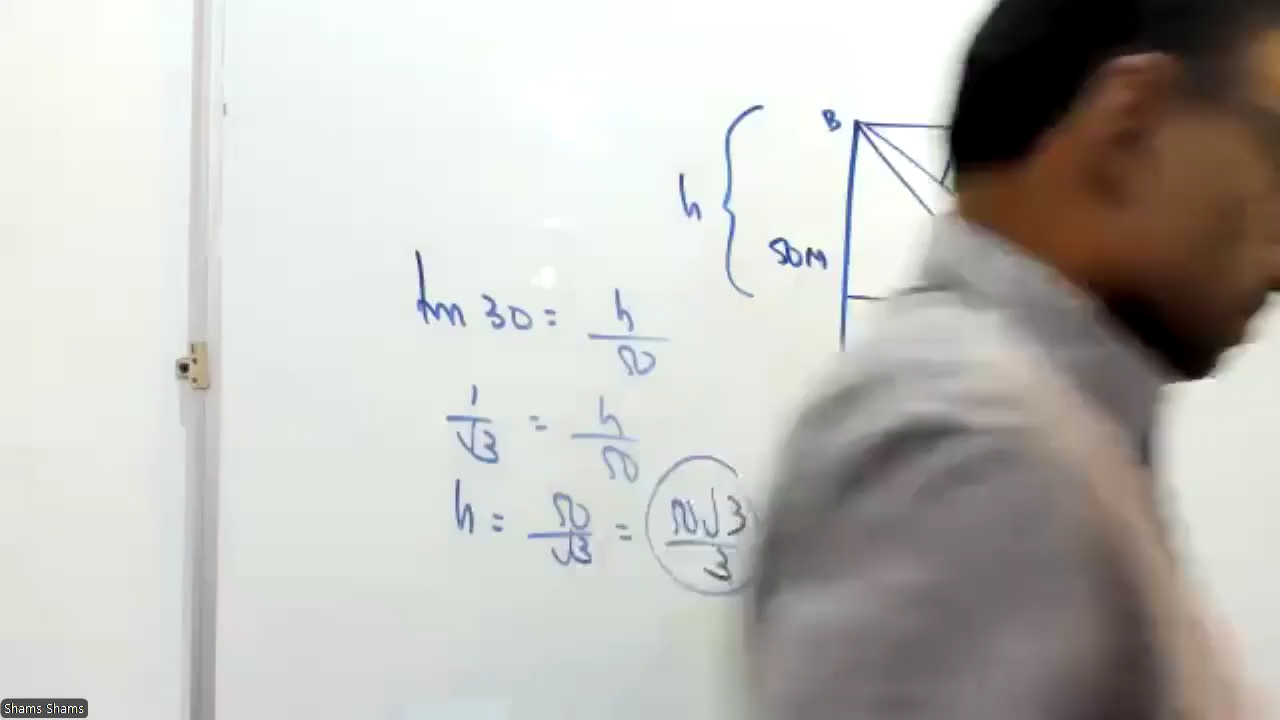 B
h
50M
tan 30 = h/50
1/√3 = h/50
h = 50/√3 = 50√3/3
Shams Shams